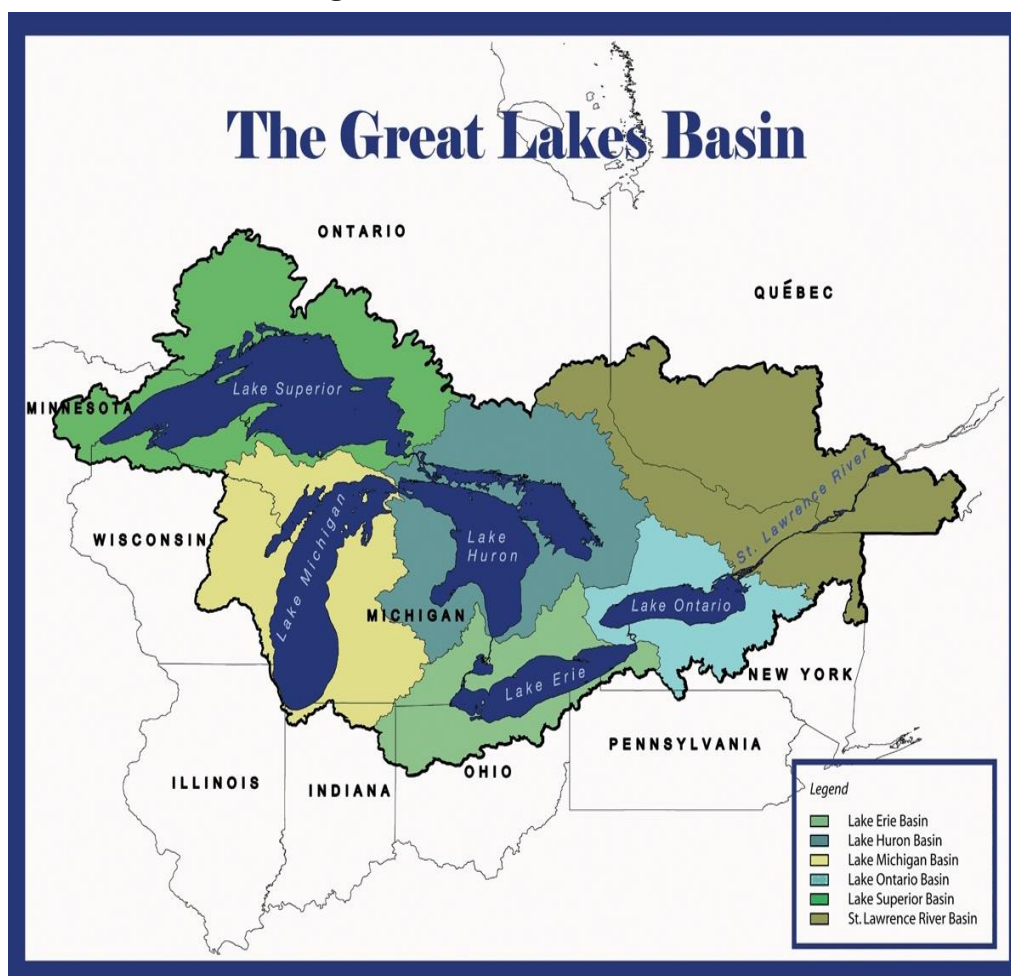 The Great Lakes Basin
ONTARIO
QUÉBEC
Lake Superior
MINNESOTA
St. Lawrence River
WISCONSIN
Lake Michigan
Lake
Huron
MICHIGAN
Lake Ontario
NEW YORK
Lake Erie
PENNSYLVANIA
OHIO
ILLINOIS
INDIANA
Legend
Lake Erie Basin
Lake Huron Basin
Lake Michigan Basin
Lake Ontario Basin
Lake Superior Basin
St. Lawrence River Basin